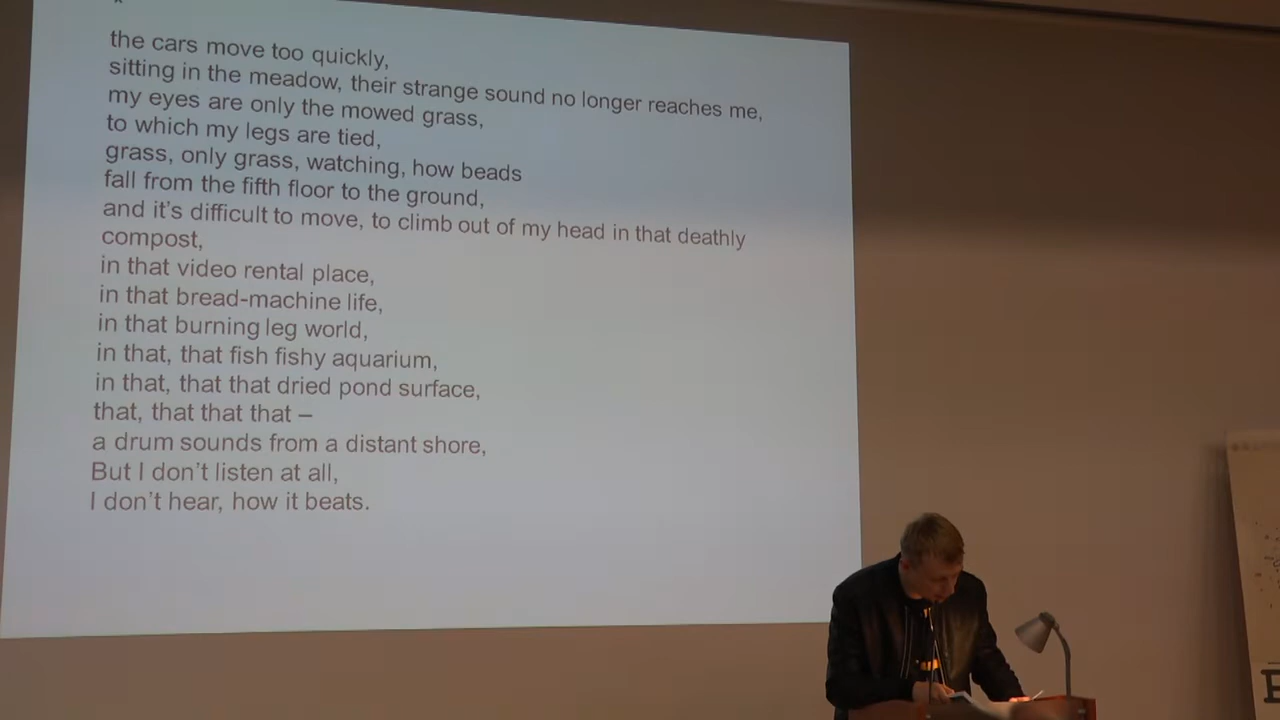 *
the cars move too quickly,
sitting in the meadow, their strange sound no longer reaches me,
my eyes are only the mowed grass,
to which my legs are tied,
grass, only grass, watching, how beads
fall from the fifth floor to the ground,
and it's difficult to move, to climb out of my head in that deathly
compost,
in that video rental place,
in that bread-machine life,
in that burning leg world,
in that, that fish fishy aquarium,
in that, that that dried pond surface,
that, that that that –
a drum sounds from a distant shore,
But I don't listen at all,
I don't hear, how it beats.